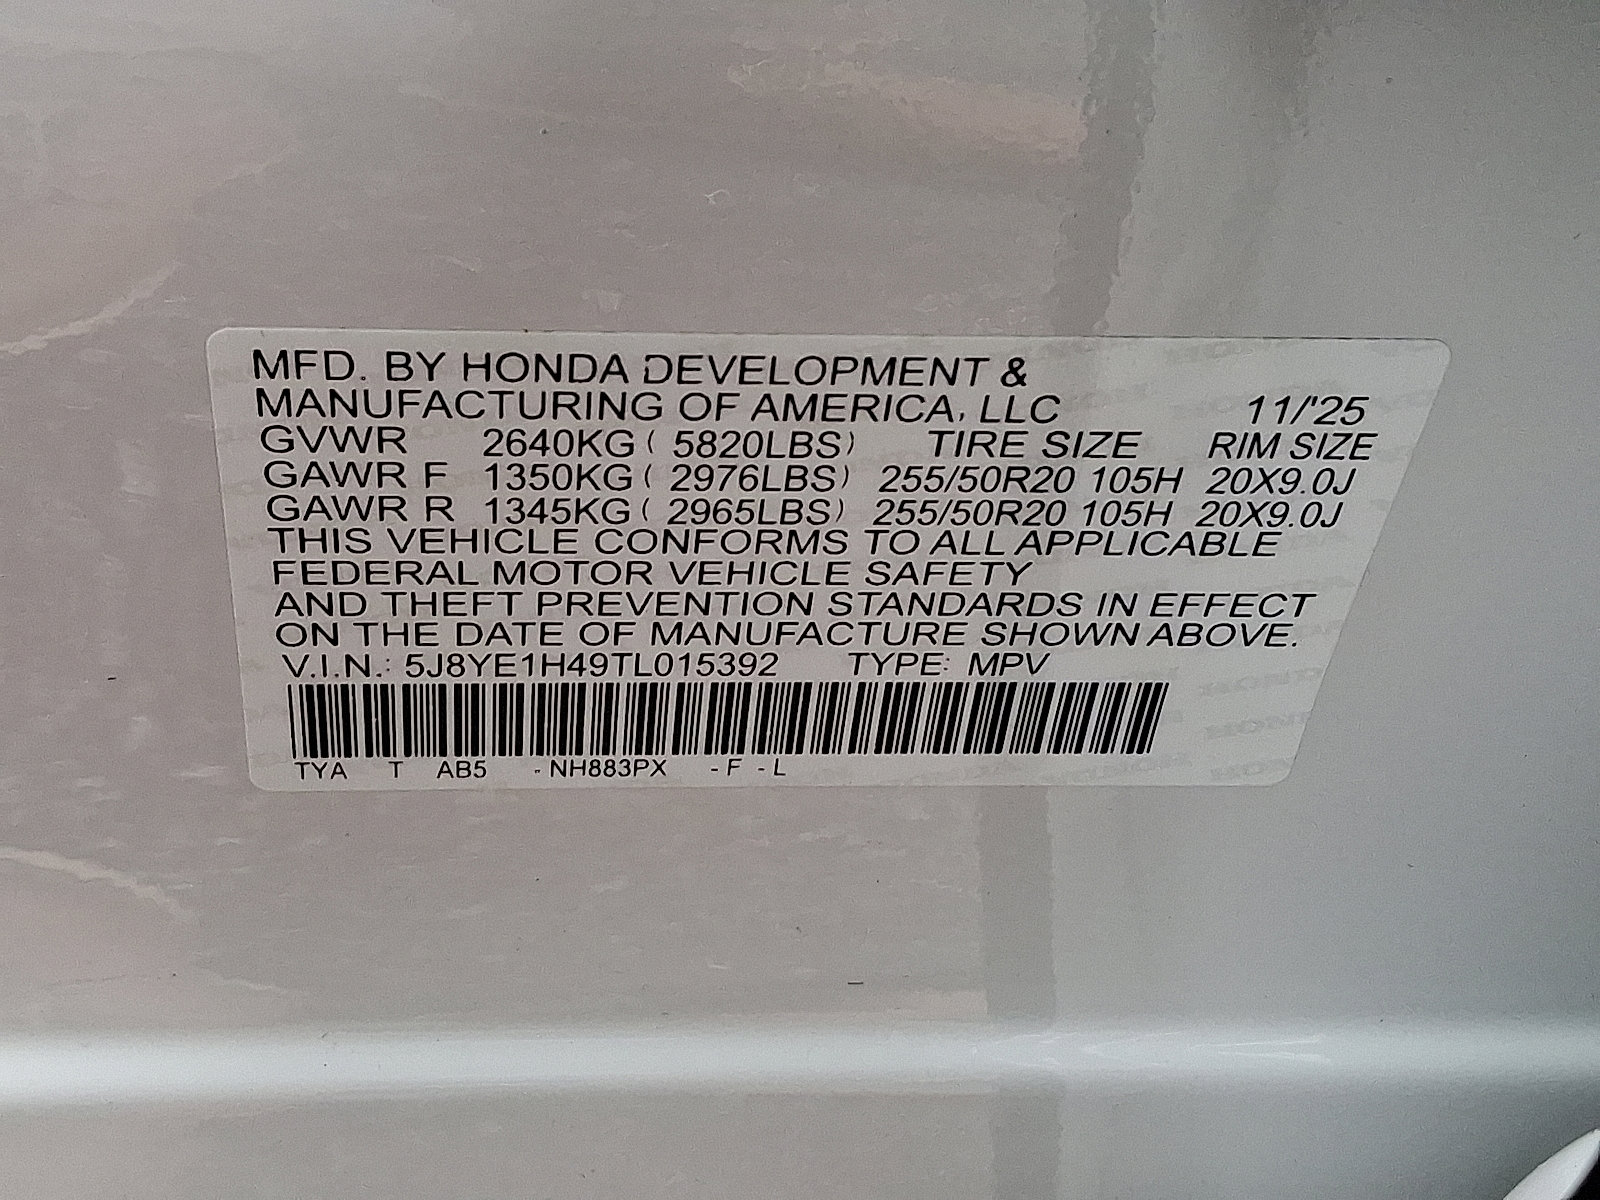 MFD. BY HONDA DEVELOPMENT &
MANUFACTURING OF AMERICA, LLC 11/'25
GVWR 2640KG ( 5820LBS) TIRE SIZE RIM SIZE
GAWR F 1350KG ( 2976LBS) 255/50R20 105H 20X9.0J
GAWR R 1345KG ( 2965LBS) 255/50R20 105H 20X9.0J
THIS VEHICLE CONFORMS TO ALL APPLICABLE
FEDERAL MOTOR VEHICLE SAFETY
AND THEFT PREVENTION STANDARDS IN EFFECT
ON THE DATE OF MANUFACTURE SHOWN ABOVE.
V.I.N.: 5J8YE1H49TL015392 TYPE: MPV
TYA T AB5 - NH883PX - F - L